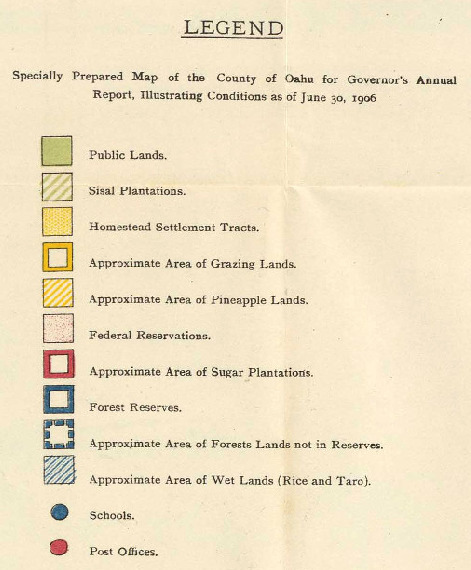 LEGEND
Specially Prepared Map of the County of Oahu for Governor's Annual
Report, Illustrating Conditions as of June 30, 1906
Public Lands.
Sisal Plantations.
Homestead Settlement Tracts.
Approximate Area of Grazing Lands.
Approximate Area of Pineapple Lands.
Federal Reservations.
Approximate Area of Sugar Plantations.
Forest Reserves.
Approximate Area of Forests Lands not in Reserves.
Approximate Area of Wet Lands (Rice and Taro).
Schools.
Post Offices.